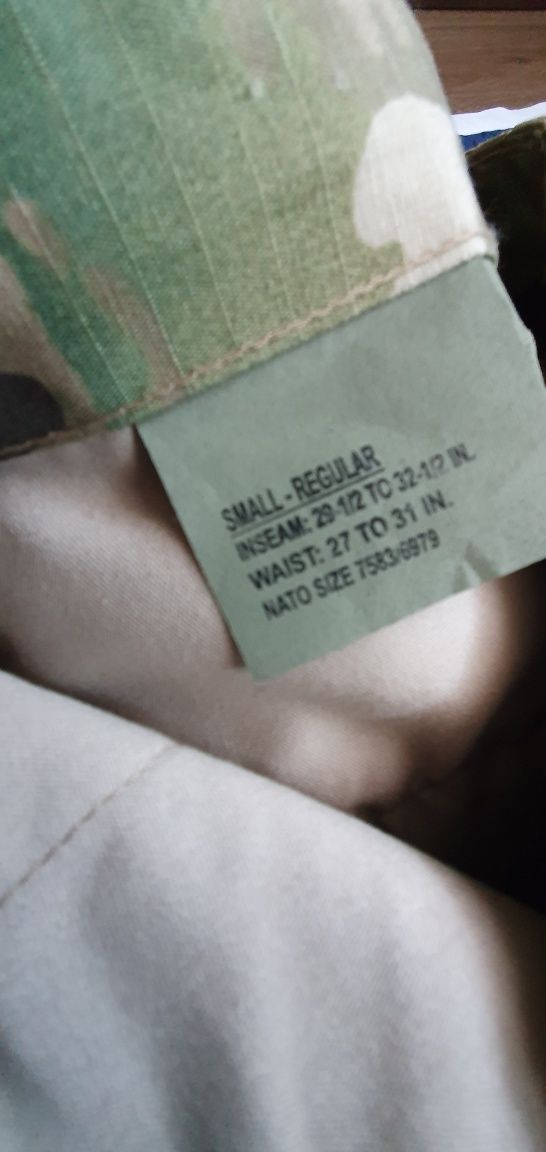 SMALL - REGULAR
INSEAM: 29-1/2 TO 32-1/2 IN.
WAIST: 27 TO 31 IN.
NATO SIZE 7583/6979